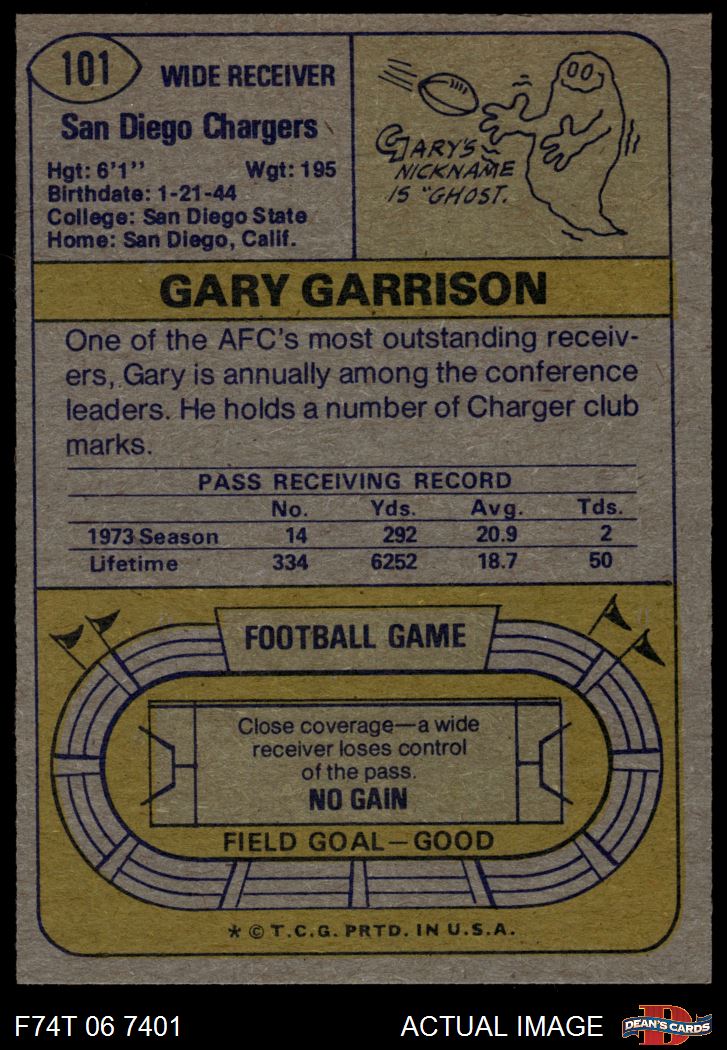 101
WIDE RECEIVER
San Diego Chargers
Hgt: 6'1" Wgt: 195
Birthdate: 1-21-44
College: San Diego State
Home: San Diego, Calif.
GARY'S
NICKNAME
IS "GHOST.
GARY GARRISON
One of the AFC's most outstanding receiv-
ers, Gary is annually among the conference
leaders. He holds a number of Charger club
marks.
PASS RECEIVING RECORD
No. Yds. Avg. Tds.
1973 Season 14 292 20.9 2
Lifetime 334 6252 18.7 50
FOOTBALL GAME
Close coverage—a wide
receiver loses control
of the pass.
NO GAIN
FIELD GOAL—GOOD
* © T.C.G. PRTD. IN U.S.A.
F74T 06 7401 ACTUAL IMAGE
D
DEAN'S CARDS